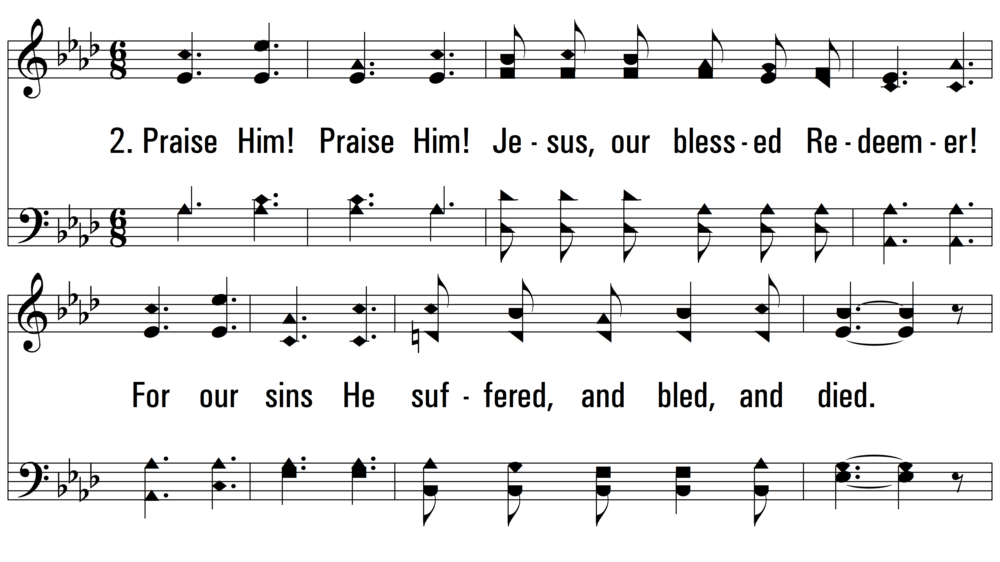 2. Praise Him! Praise Him! Je - sus, our bless - ed Re - deem - er!
For our sins He suf - fered, and bled, and died.